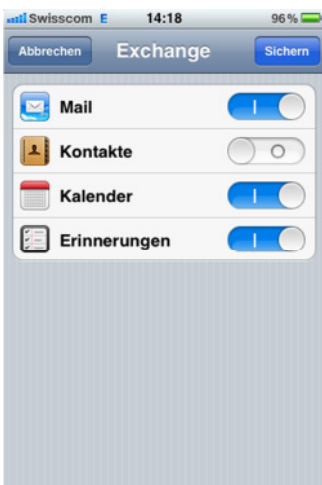 Swisscom E 14:18 96 %
Abbrechen Exchange Sichern
Mail
Kontakte
Kalender
Erinnerungen